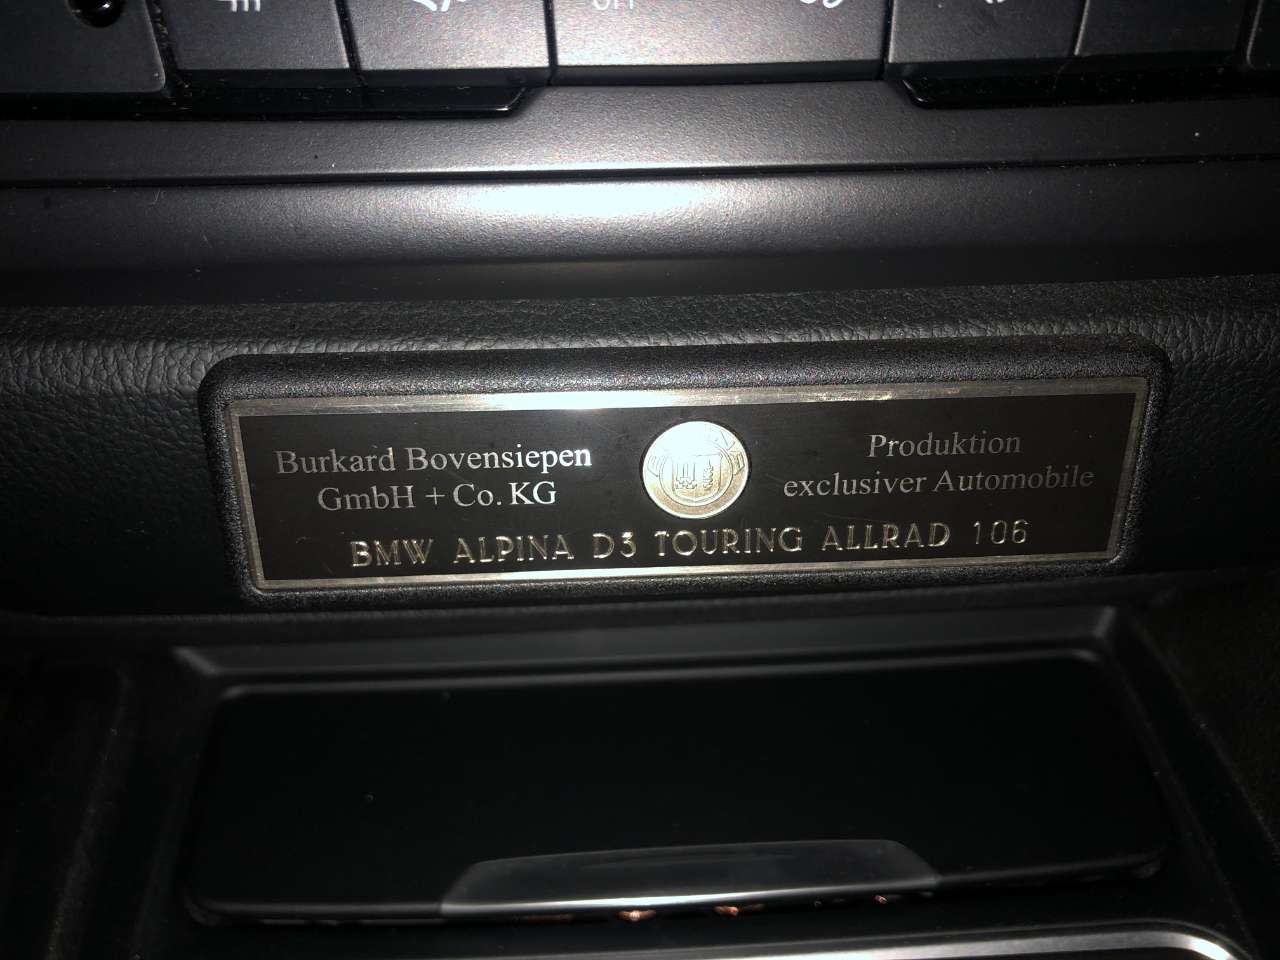 Burkard Bovensiepen
GmbH + Co. KG
Produktion
exclusiver Automobile
BMW ALPINA D3 TOURING ALLRAD 106